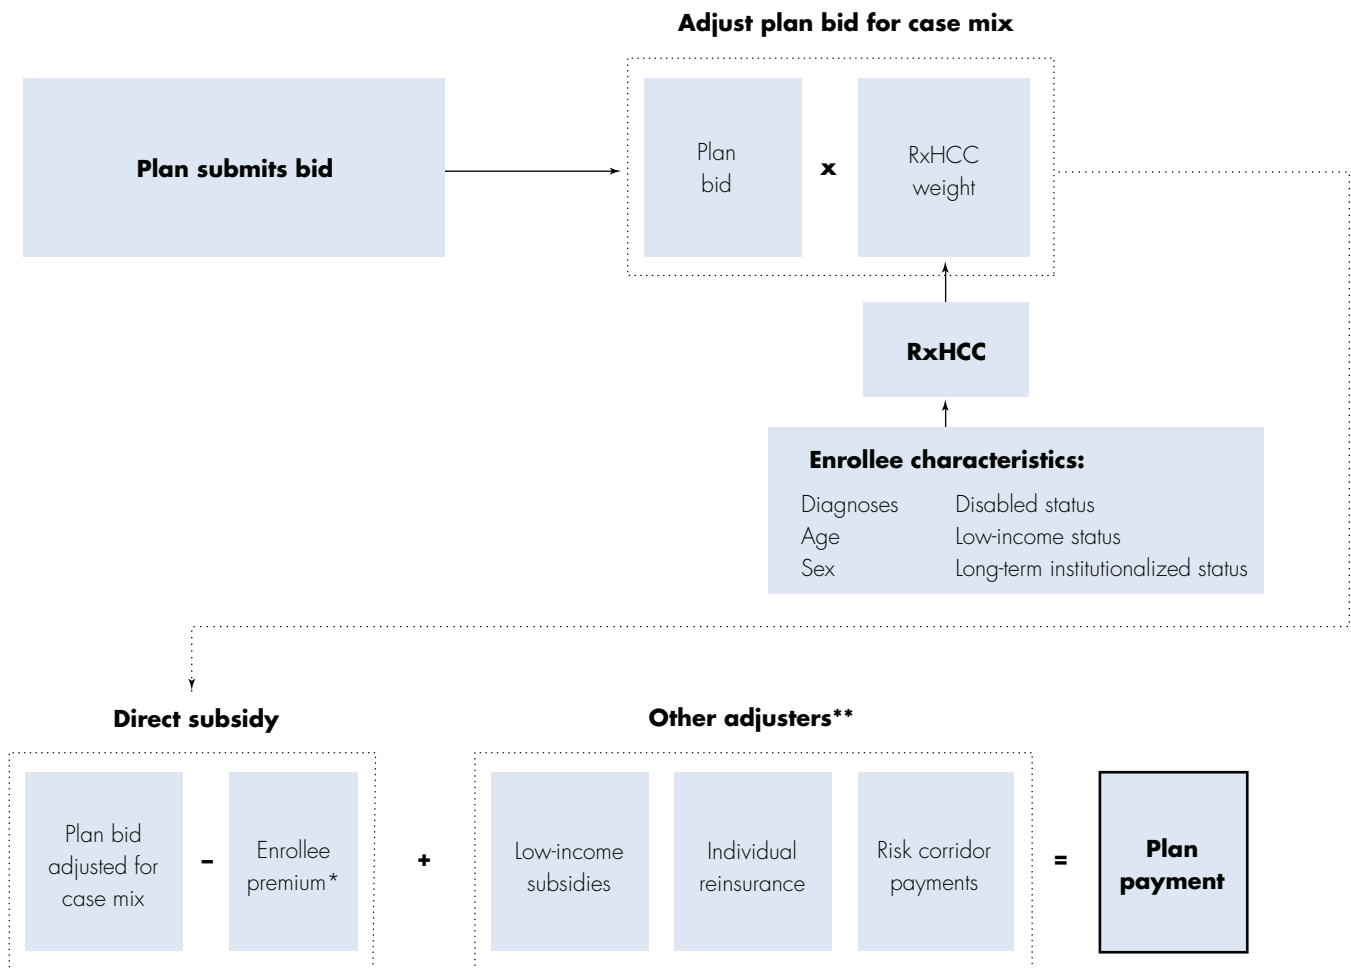 Adjust plan bid for case mix
Plan submits bid
Plan
bid
x
RxHCC
weight
RxHCC
Enrollee characteristics:
Diagnoses Disabled status
Age Low-income status
Sex Long-term institutionalized status
Direct subsidy
Plan bid
adjusted for
case mix
–
Enrollee
premium*
+
Other adjusters**
Low-income
subsidies
Individual
reinsurance
Risk corridor
payments
=
Plan
payment